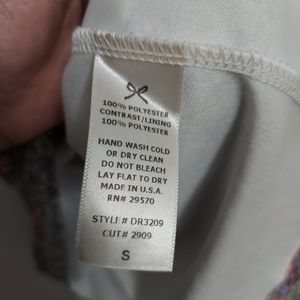 100% POLYESTER
CONTRAST/LINING
100% POLYESTER
HAND WASH COLD
OR DRY CLEAN
DO NOT BLEACH
LAY FLAT TO DRY
MADE IN U.S.A.
RN# 29570
STYLE# DR3209
CUT# 2909
S